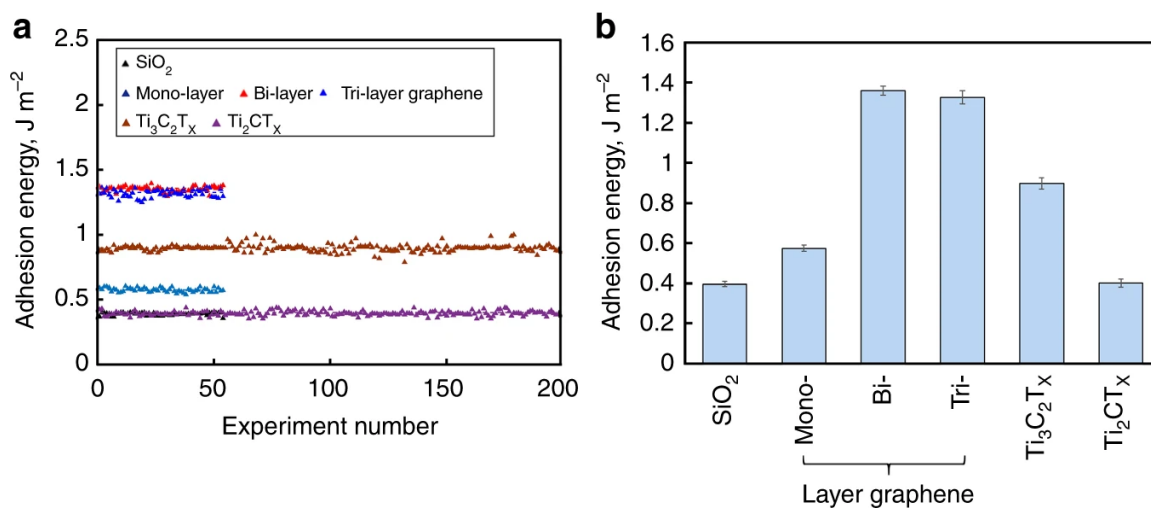 a
2.5
2
1.5
1
0.5
0
Adhesion energy, J m⁻²
SiO₂
Mono-layer Bi-layer Tri-layer graphene
Ti₃C₂Tₓ Ti₂CTₓ
0 50 100 150 200
Experiment number
b
1.6
1.4
1.2
1
0.8
0.6
0.4
0.2
0
Adhesion energy, J m⁻²
SiO₂ Mono- Bi- Tri- Ti₃C₂Tₓ Ti₂CTₓ
Layer graphene